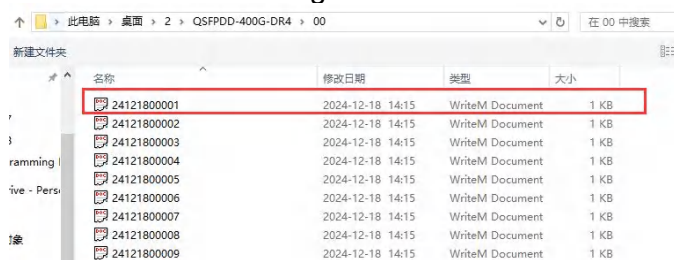 此电脑 › 桌面 › 2 › QSFPDD-400G-DR4 › 00 在 00 中搜索
新建文件夹
名称 修改日期 类型 大小
24121800001 2024-12-18 14:15 WriteM Document 1 KB
24121800002 2024-12-18 14:15 WriteM Document 1 KB
24121800003 2024-12-18 14:15 WriteM Document 1 KB
ramming 24121800004 2024-12-18 14:15 WriteM Document 1 KB
24121800005 2024-12-18 14:15 WriteM Document 1 KB
rive - Pers 24121800006 2024-12-18 14:15 WriteM Document 1 KB
24121800007 2024-12-18 14:15 WriteM Document 1 KB
24121800008 2024-12-18 14:15 WriteM Document 1 KB
24121800009 2024-12-18 14:15 WriteM Document 1 KB